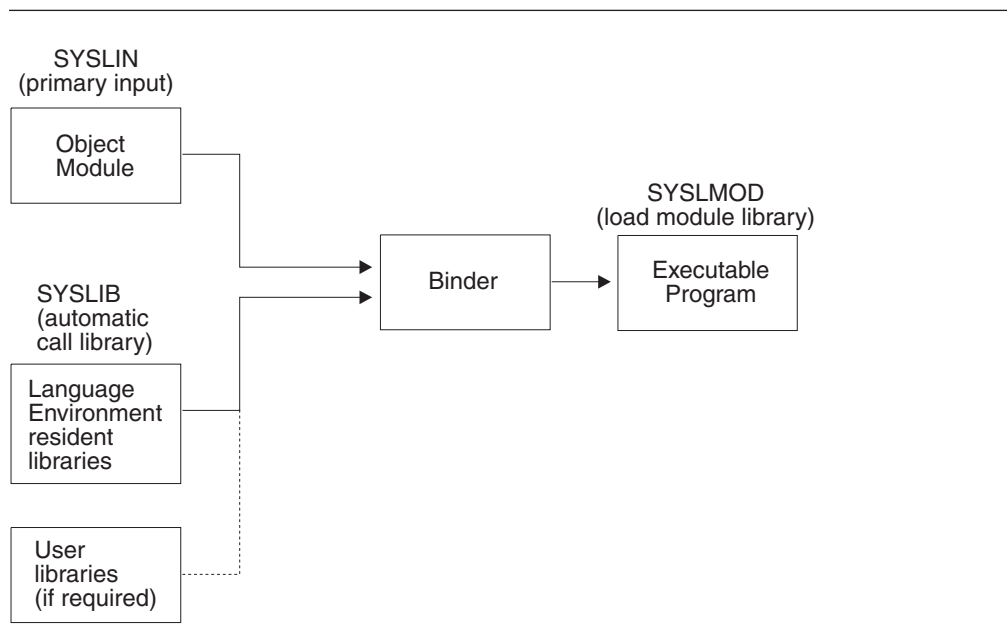 SYSLIN
(primary input)
Object
Module
SYSLMOD
(load module library)
Binder
Executable
Program
SYSLIB
(automatic
call library)
Language
Environment
resident
libraries
User
libraries
(if required)